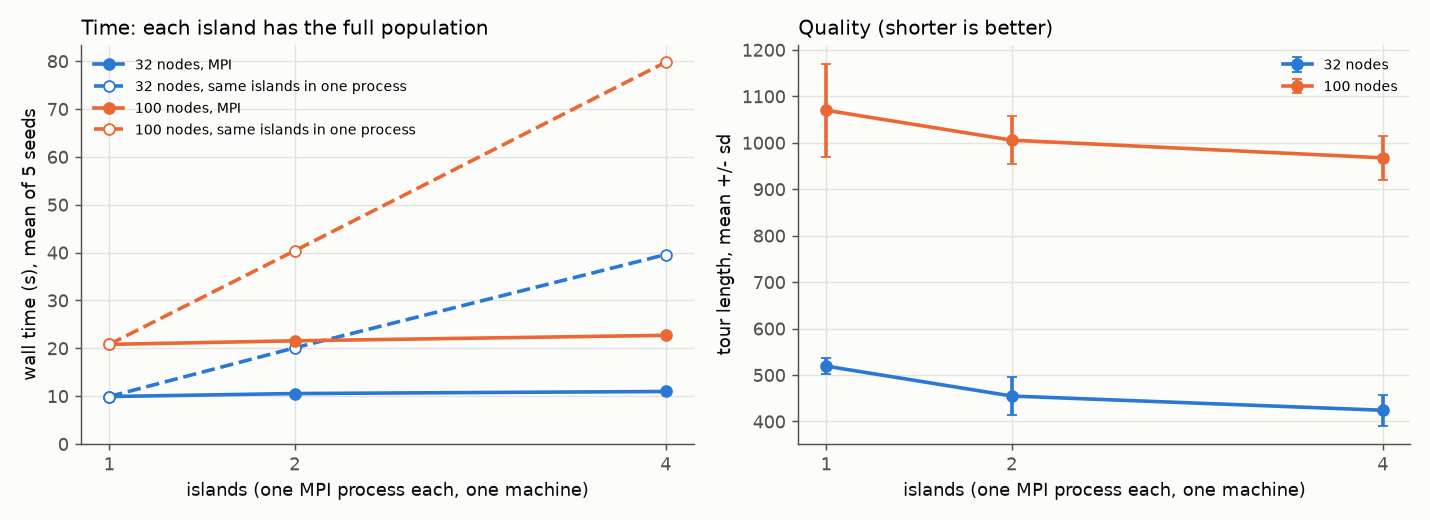 Time: each island has the full population
80
70
60
50
40
30
20
10
0
wall time (s), mean of 5 seeds
32 nodes, MPI
32 nodes, same islands in one process
100 nodes, MPI
100 nodes, same islands in one process
1
2
4
islands (one MPI process each, one machine)
Quality (shorter is better)
1200
1100
1000
900
800
700
600
500
400
tour length, mean +/- sd
32 nodes
100 nodes
1
2
4
islands (one MPI process each, one machine)